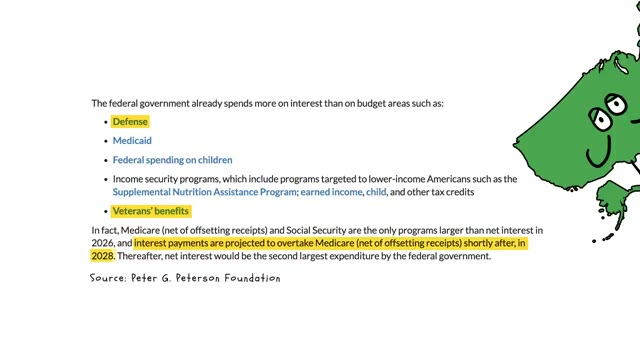 The federal government already spends more on interest than on budget areas such as:
• Defense
• Medicaid
• Federal spending on children
• Income security programs, which include programs targeted to lower-income Americans such as the
Supplemental Nutrition Assistance Program; earned income, child, and other tax credits
• Veterans’ benefits
In fact, Medicare (net of offsetting receipts) and Social Security are the only programs larger than net interest in
2026, and interest payments are projected to overtake Medicare (net of offsetting receipts) shortly after, in
2028. Thereafter, net interest would be the second largest expenditure by the federal government.
Source: Peter G. Peterson Foundation